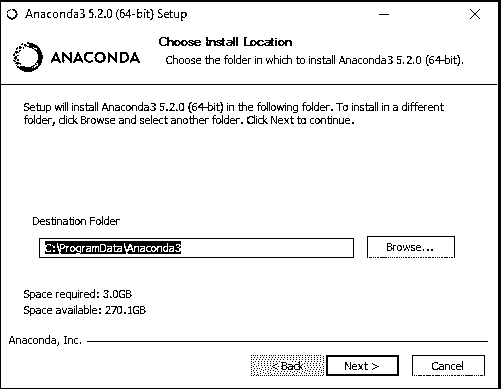 Anaconda3 5.2.0 (64-bit) Setup
ANACONDA
Choose Install Location
Choose the folder in which to install Anaconda3 5.2.0 (64-bit).
Setup will install Anaconda3 5.2.0 (64-bit) in the following folder. To install in a different
folder, click Browse and select another folder. Click Next to continue.
Destination Folder
C:\ProgramData\Anaconda3
Browse...
Space required: 3.0GB
Space available: 270.1GB
Anaconda, Inc.
< Back
Next >
Cancel